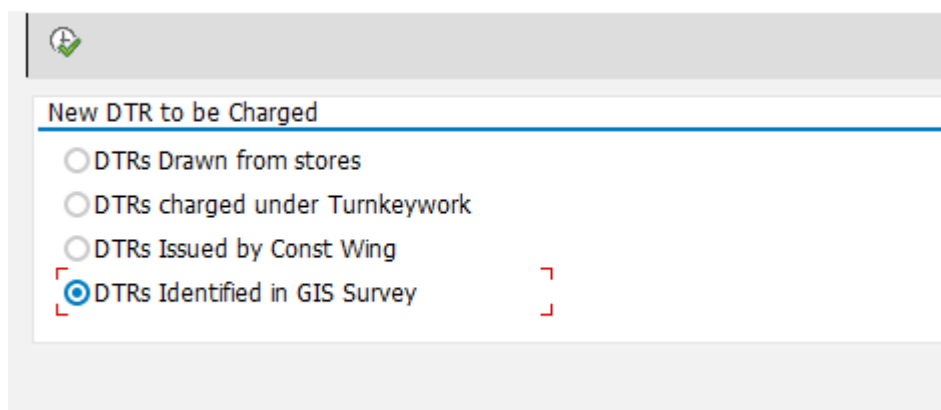 New DTR to be Charged
DTRs Drawn from stores
DTRs charged under Turnkeywork
DTRs Issued by Const Wing
DTRs Identified in GIS Survey